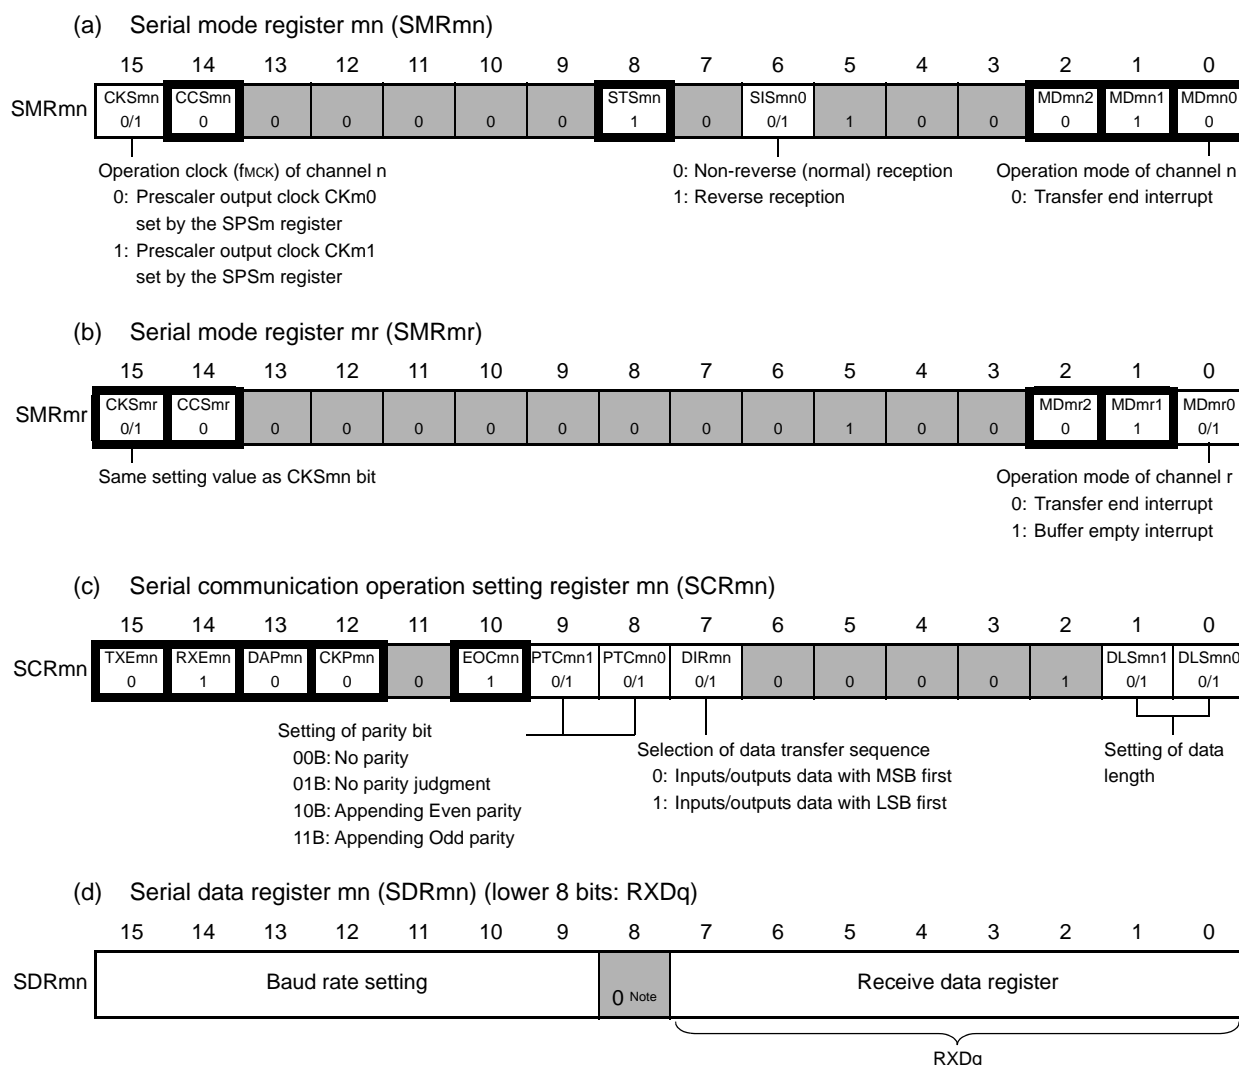 (a) Serial mode register mn (SMRmn)
15 14 13 12 11 10 9 8 7 6 5 4 3 2 1 0
SMRmn CKSmn CCSmn STSmn SISmn0 MDmn2 MDmn1 MDmn0
0/1 0 0 0 0 0 0 1 0 0/1 1 0 0 0 1 0
Operation clock (fMCK) of channel n
0: Prescaler output clock CKm0
set by the SPSm register
1: Prescaler output clock CKm1
set by the SPSm register
0: Non-reverse (normal) reception
1: Reverse reception
Operation mode of channel n
0: Transfer end interrupt
(b) Serial mode register mr (SMRmr)
15 14 13 12 11 10 9 8 7 6 5 4 3 2 1 0
SMRmr CKSmr CCSmr MDmr2 MDmr1 MDmr0
0/1 0 0 0 0 0 0 0 0 0 1 0 0 0 1 0/1
Same setting value as CKSmn bit
Operation mode of channel r
0: Transfer end interrupt
1: Buffer empty interrupt
(c) Serial communication operation setting register mn (SCRmn)
15 14 13 12 11 10 9 8 7 6 5 4 3 2 1 0
SCRmn TXEmn RXEmn DAPmn CKPmn EOCmn PTCmn1 PTCmn0 DIRmn DLSmn1 DLSmn0
0 1 0 0 0 1 0/1 0/1 0/1 0 0 0 0 1 0/1 0/1
Setting of parity bit
00B: No parity
01B: No parity judgment
10B: Appending Even parity
11B: Appending Odd parity
Selection of data transfer sequence
0: Inputs/outputs data with MSB first
1: Inputs/outputs data with LSB first
Setting of data
length
(d) Serial data register mn (SDRmn) (lower 8 bits: RXDq)
15 14 13 12 11 10 9 8 7 6 5 4 3 2 1 0
SDRmn Baud rate setting 0 Note Receive data register
RXDq